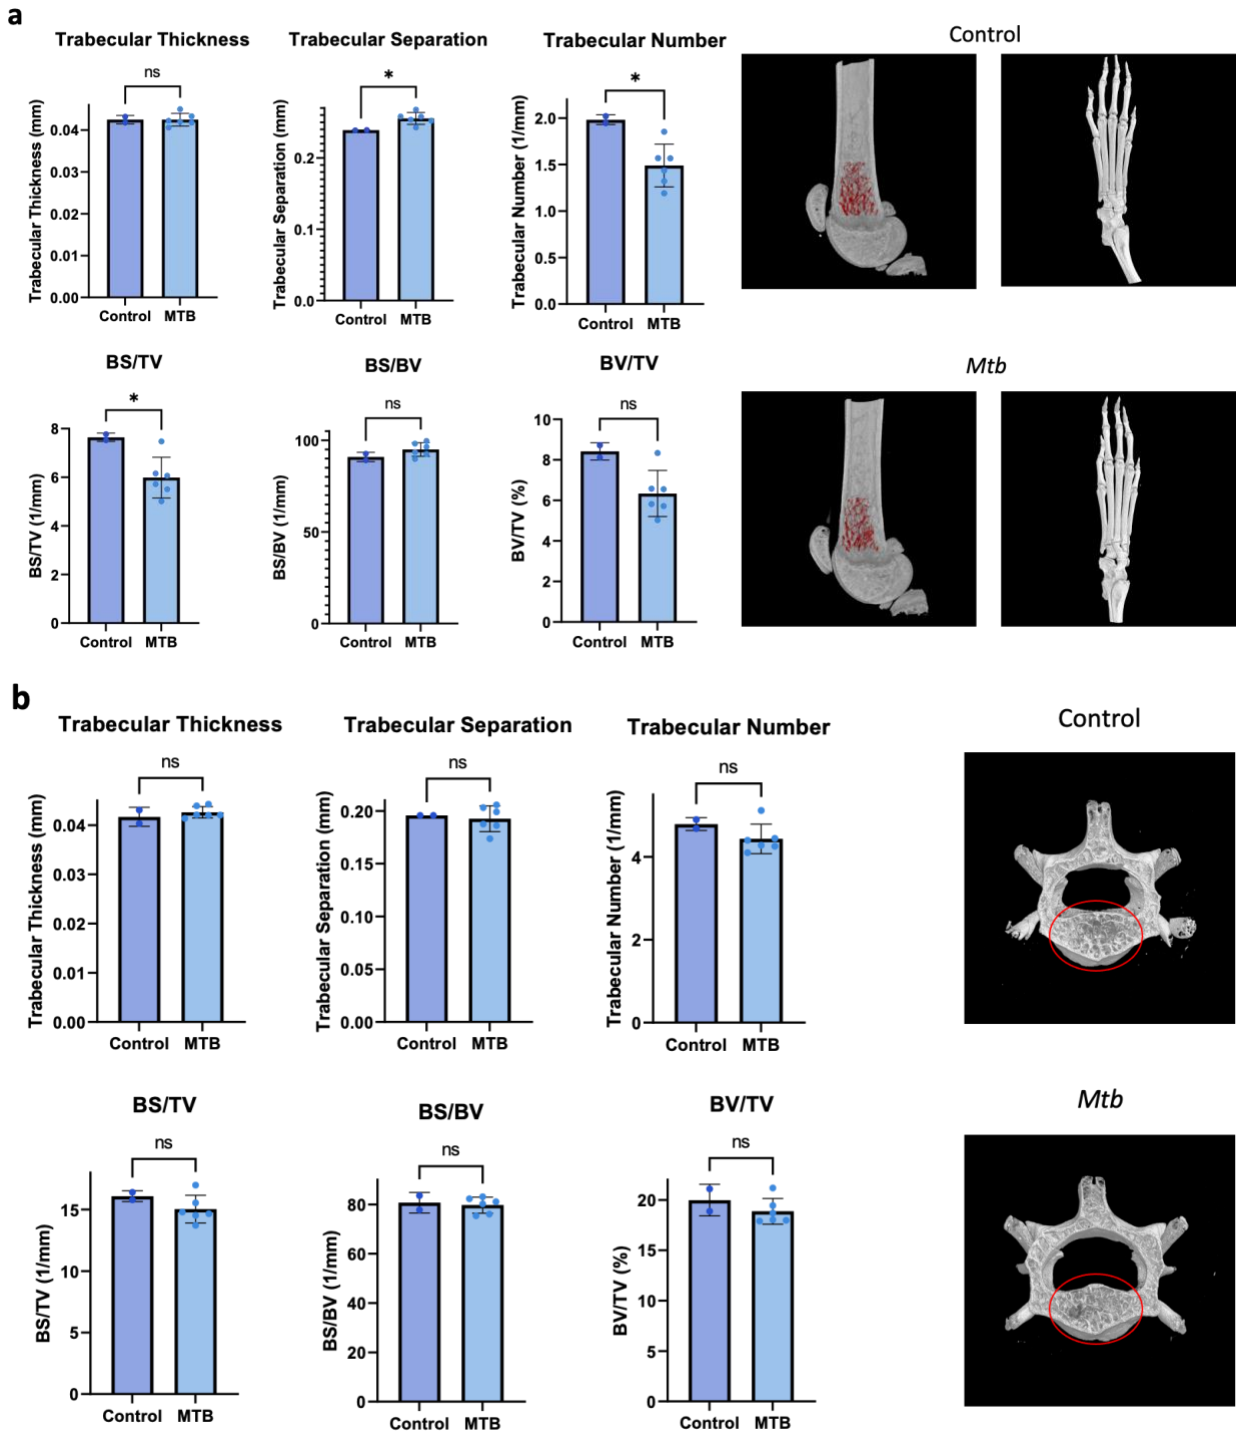 a
Trabecular Thickness
ns
Trabecular Thickness (mm)
0.04
0.03
0.02
0.01
0.00
Control MTB
Trabecular Separation
*
Trabecular Separation (mm)
0.2
0.1
0.0
Control MTB
Trabecular Number
*
Trabecular Number (1/mm)
2.0
1.5
1.0
0.5
0.0
Control MTB
Control
BS/TV
*
BS/TV (1/mm)
8
6
4
2
0
Control MTB
BS/BV
ns
BS/BV (1/mm)
100
50
0
Control MTB
BV/TV
ns
BV/TV (%)
10
8
6
4
2
0
Control MTB
Mtb
b
Trabecular Thickness
ns
Trabecular Thickness (mm)
0.04
0.03
0.02
0.01
0.00
Control MTB
Trabecular Separation
ns
Trabecular Separation (mm)
0.20
0.15
0.10
0.05
0.00
Control MTB
Trabecular Number
ns
Trabecular Number (1/mm)
4
2
0
Control MTB
Control
BS/TV
ns
BS/TV (1/mm)
15
10
5
0
Control MTB
BS/BV
ns
BS/BV (1/mm)
80
60
40
20
0
Control MTB
BV/TV
ns
BV/TV (%)
20
15
10
5
0
Control MTB
Mtb